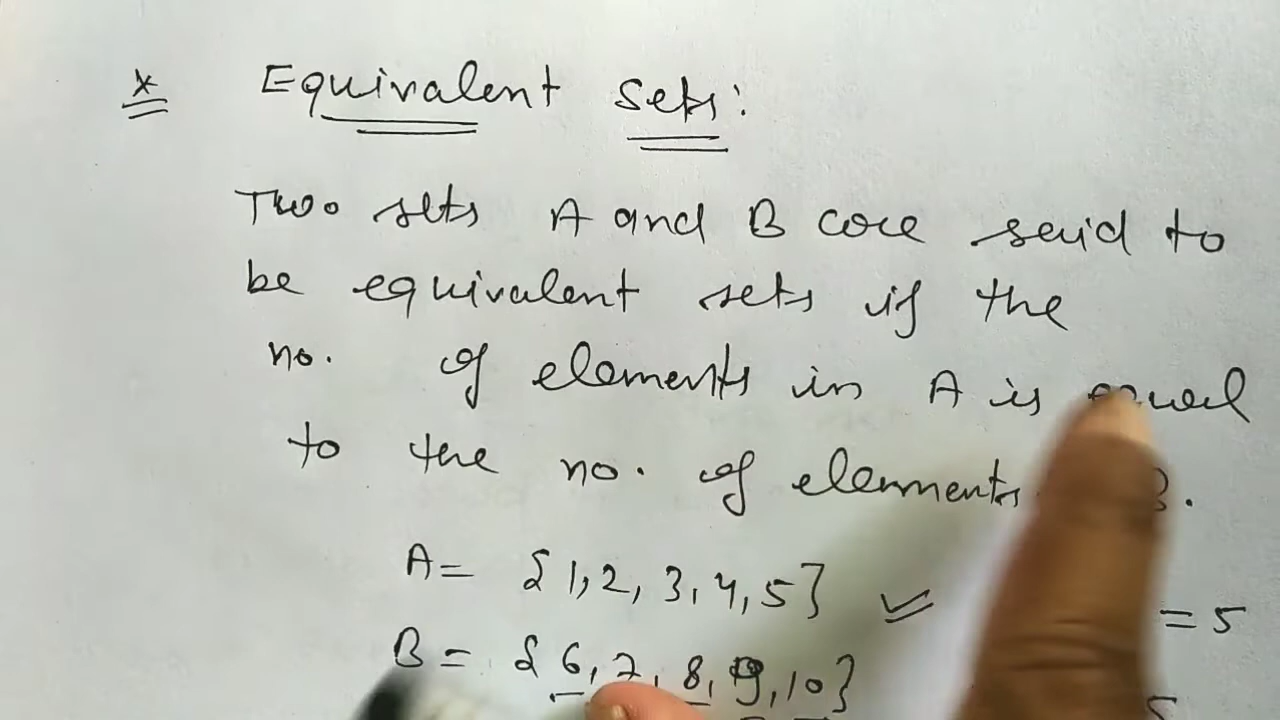 * Equivalent Sets:
Two sets A and B are said to
be equivalent sets if the
no. of elements in A is equal
to the no. of elements B.
A = {1, 2, 3, 4, 5} = 5
B = {6, 7, 8, 9, 10} 5